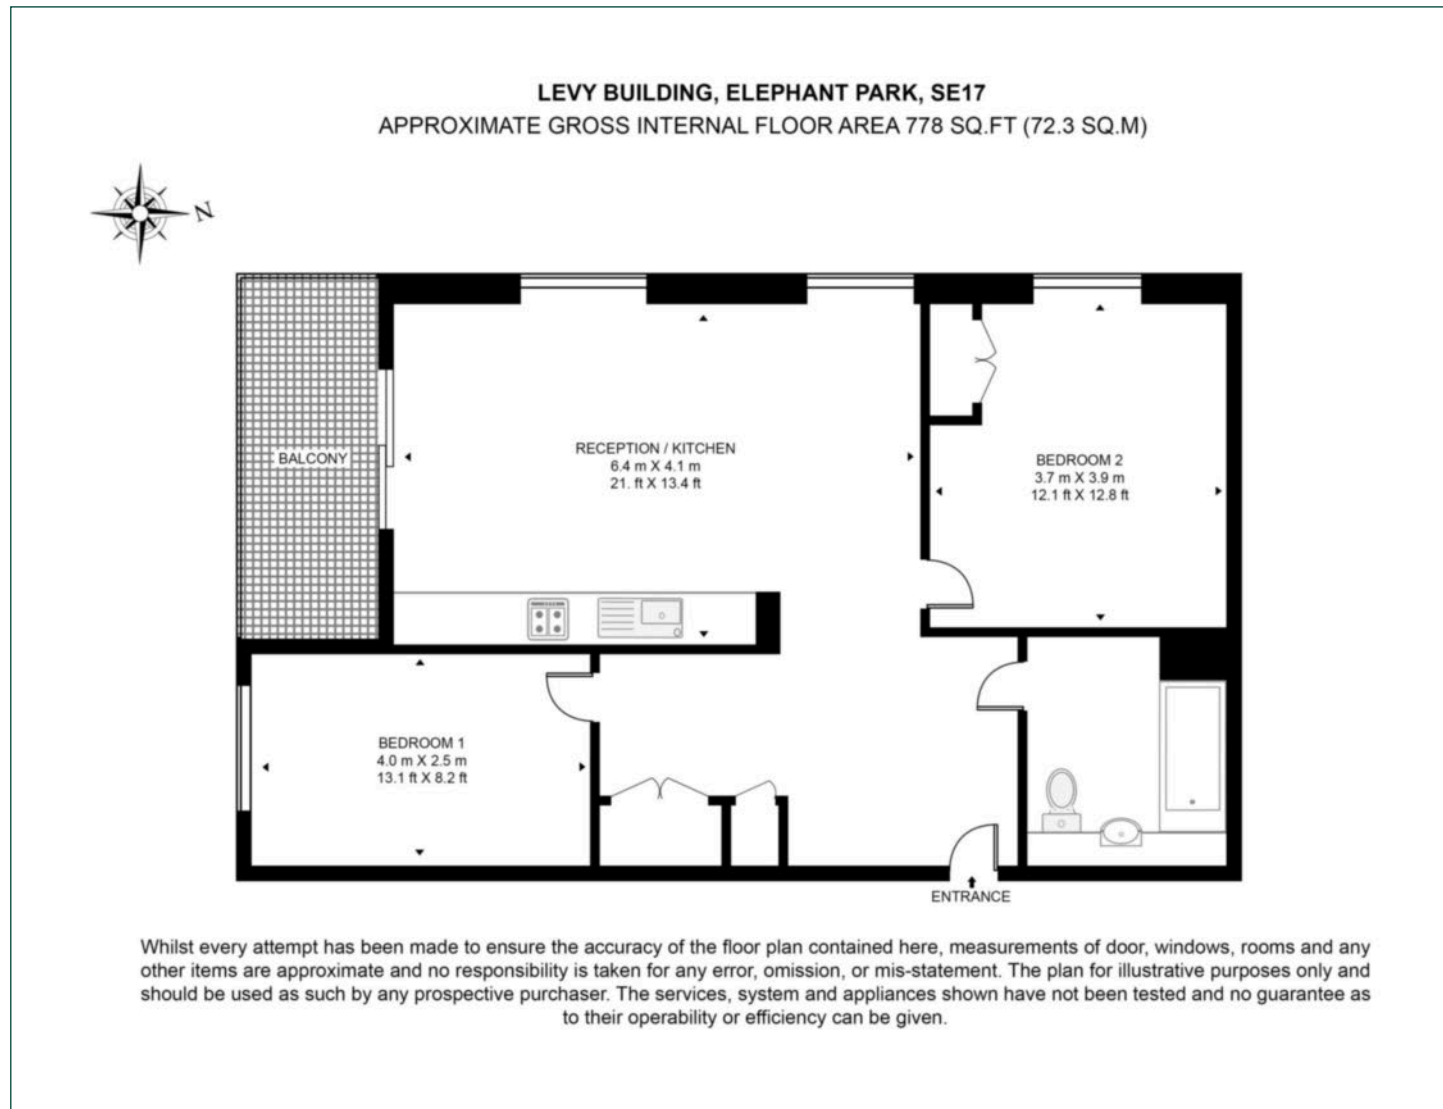 LEVY BUILDING, ELEPHANT PARK, SE17
APPROXIMATE GROSS INTERNAL FLOOR AREA 778 SQ.FT (72.3 SQ.M)
N
BALCONY
RECEPTION / KITCHEN
6.4 m X 4.1 m
21. ft X 13.4 ft
BEDROOM 2
3.7 m X 3.9 m
12.1 ft X 12.8 ft
BEDROOM 1
4.0 m X 2.5 m
13.1 ft X 8.2 ft
ENTRANCE
Whilst every attempt has been made to ensure the accuracy of the floor plan contained here, measurements of door, windows, rooms and any
other items are approximate and no responsibility is taken for any error, omission, or mis-statement. The plan for illustrative purposes only and
should be used as such by any prospective purchaser. The services, system and appliances shown have not been tested and no guarantee as
to their operability or efficiency can be given.